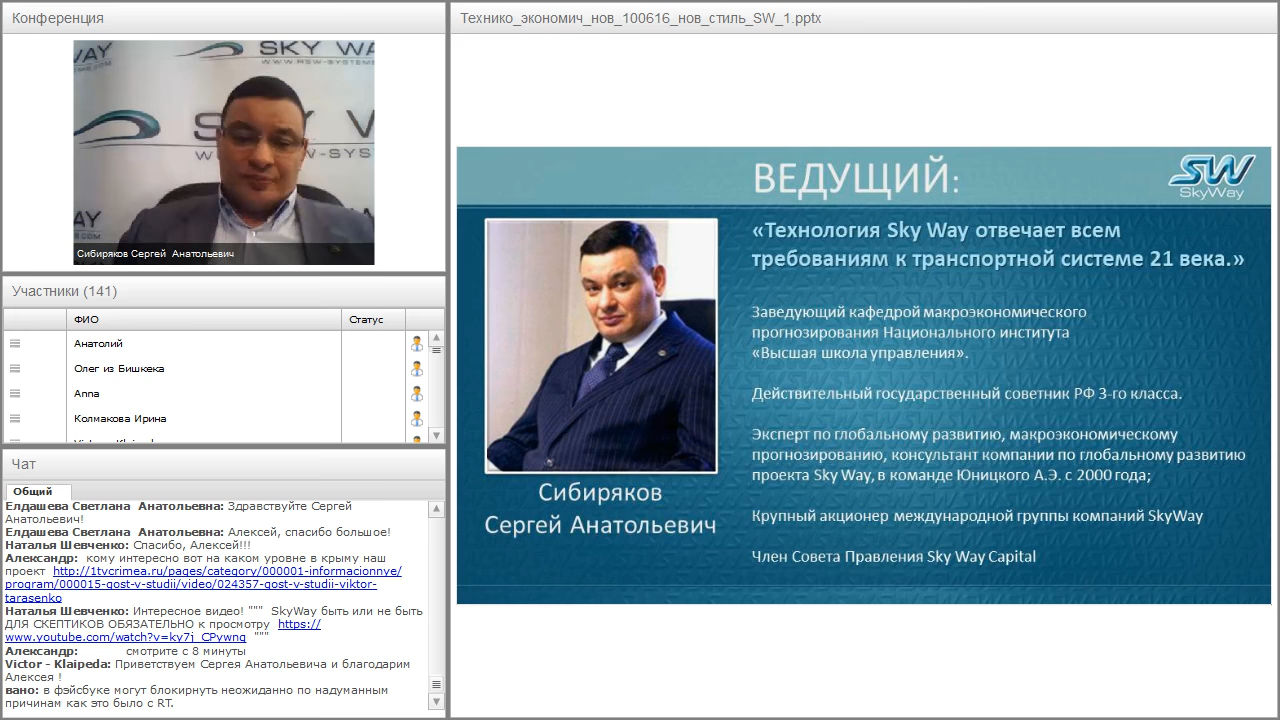 Конференция
SKY WAY
WWW.RSW-SYSTEMS.COM
Сибиряков Сергей Анатольевич
Участники (141)
ФИО Статус
Анатолий
Олег из Бишкека
Anna
Колмакова Ирина
Чат
Общий
Елдашева Светлана Анатольевна: Здравствуйте Сергей
Анатольевич!
Елдашева Светлана Анатольевна: Алексей, спасибо большое!
Наталья Шевченко: Спасибо, Алексей!!!
Александр: кому интересно вот на каком уровне в крыму наш
проект http://1tvcrimea.ru/pages/category/000001-informacionnye/
program/000015-gost-v-studii/video/024357-gost-v-studii-viktor-
tarasenko
Наталья Шевченко: Интересное видео! """ SkyWay быть или не быть
ДЛЯ СКЕПТИКОВ ОБЯЗАТЕЛЬНО к просмотру https://
www.youtube.com/watch?v=ky7j_CPywnq """
Александр: смотрите с 8 минуты
Victor - Klaipeda: Приветствуем Сергея Анатольевича и благодарим
Алексея !
вано: в фэйсбуке могут блогирнуть неожиданно по надуманным
причинам как это было с RT.
Технико_экономич_нов_100616_нов_стиль_SW_1.pptx
ВЕДУЩИЙ:
SW
SkyWay
«Технология Sky Way отвечает всем
требованиям к транспортной системе 21 века.»
Заведующий кафедрой макроэкономического
прогнозирования Национального института
«Высшая школа управления».
Действительный государственный советник РФ 3-го класса.
Эксперт по глобальному развитию, макроэкономическому
прогнозированию, консультант компании по глобальному развитию
проекта Sky Way, в команде Юницкого А.Э. с 2000 года;
Крупный акционер международной группы компаний SkyWay
Член Совета Правления Sky Way Capital
Сибиряков
Сергей Анатольевич